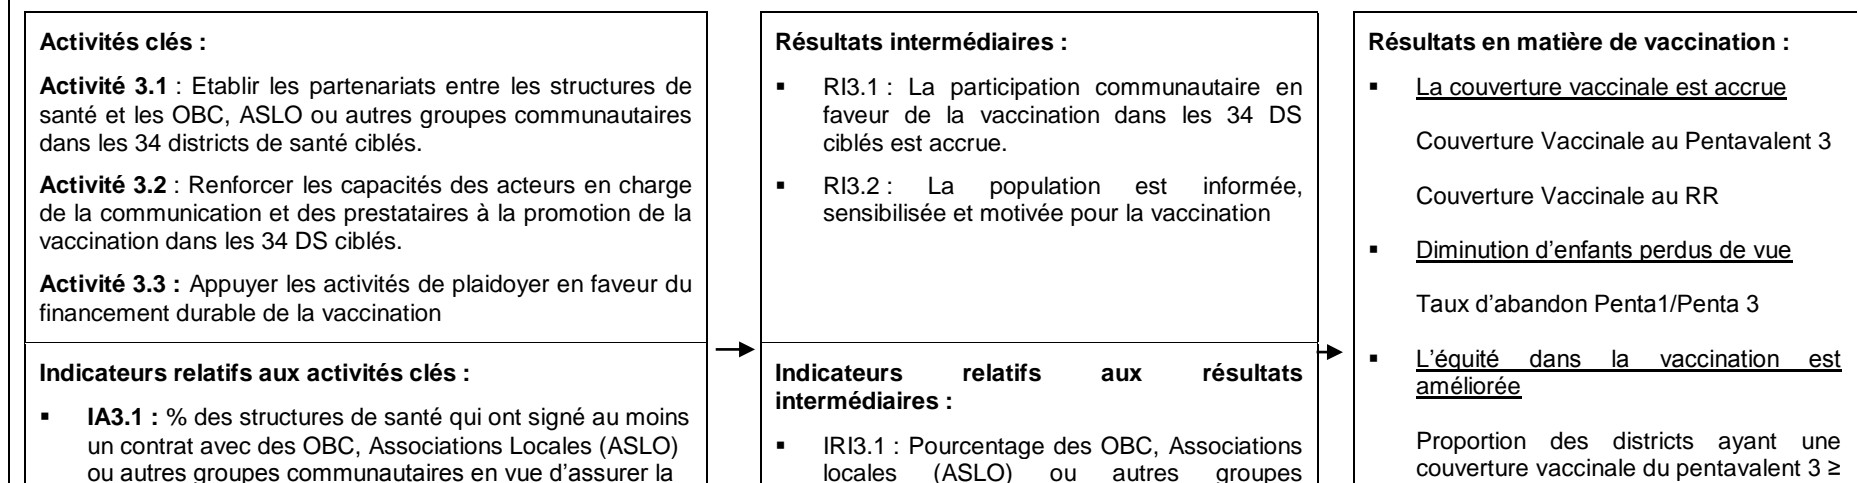 Activités clés :
Activité 3.1 : Etablir les partenariats entre les structures de
santé et les OBC, ASLO ou autres groupes communautaires
dans les 34 districts de santé ciblés.
Activité 3.2 : Renforcer les capacités des acteurs en charge
de la communication et des prestataires à la promotion de la
vaccination dans les 34 DS ciblés.
Activité 3.3 : Appuyer les activités de plaidoyer en faveur du
financement durable de la vaccination
Indicateurs relatifs aux activités clés :
▪ IA3.1 : % des structures de santé qui ont signé au moins
un contrat avec des OBC, Associations Locales (ASLO)
ou autres groupes communautaires en vue d'assurer la
Résultats intermédiaires :
▪ RI3.1 : La participation communautaire en
faveur de la vaccination dans les 34 DS
ciblés est accrue.
▪ RI3.2 : La population est informée,
sensibilisée et motivée pour la vaccination
Indicateurs relatifs aux résultats
intermédiaires :
▪ IRI3.1 : Pourcentage des OBC, Associations
locales (ASLO) ou autres groupes
Résultats en matière de vaccination :
▪ La couverture vaccinale est accrue
Couverture Vaccinale au Pentavalent 3
Couverture Vaccinale au RR
▪ Diminution d'enfants perdus de vue
Taux d'abandon Penta1/Penta 3
▪ L'équité dans la vaccination est
améliorée
Proportion des districts ayant une
couverture vaccinale du pentavalent 3 ≥